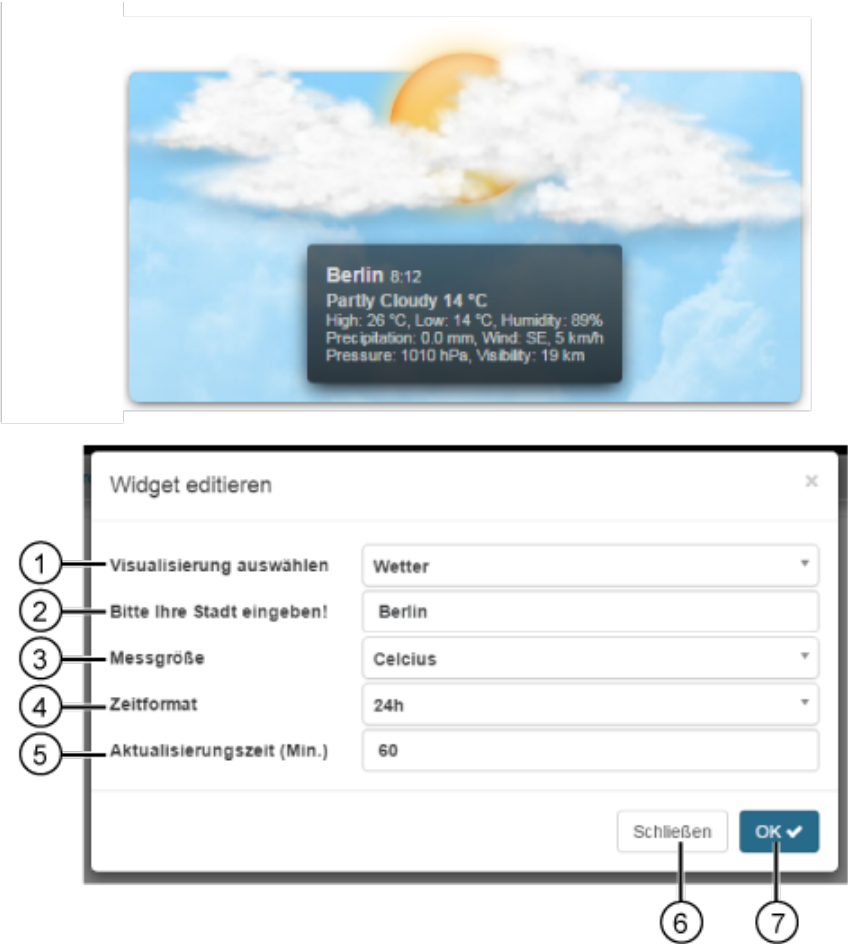 Berlin 8:12
Partly Cloudy 14 °C
High: 26 °C, Low: 14 °C, Humidity: 89%
Precipitation: 0.0 mm, Wind: SE, 5 km/h
Pressure: 1010 hPa, Visibility: 19 km
Widget editieren ×
1 Visualisierung auswählen Wetter
2 Bitte Ihre Stadt eingeben! Berlin
3 Messgröße Celcius
4 Zeitformat 24h
5 Aktualisierungszeit (Min.) 60
Schließen OK ✔
6 7